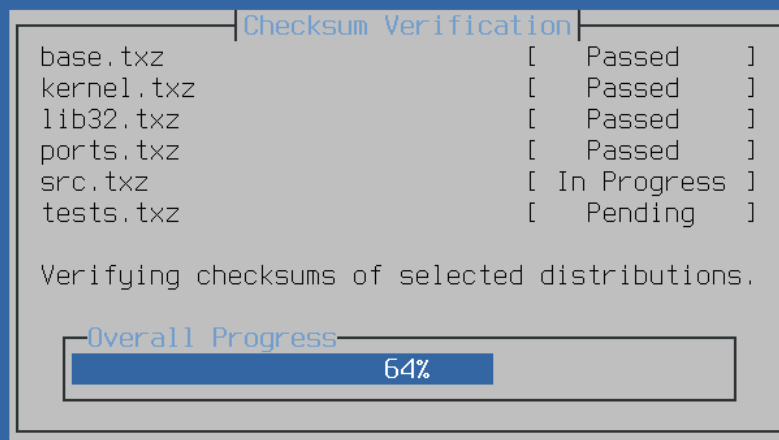 Checksum Verification
base.txz [ Passed ]
kernel.txz [ Passed ]
lib32.txz [ Passed ]
ports.txz [ Passed ]
src.txz [ In Progress ]
tests.txz [ Pending ]
Verifying checksums of selected distributions.
Overall Progress
64%